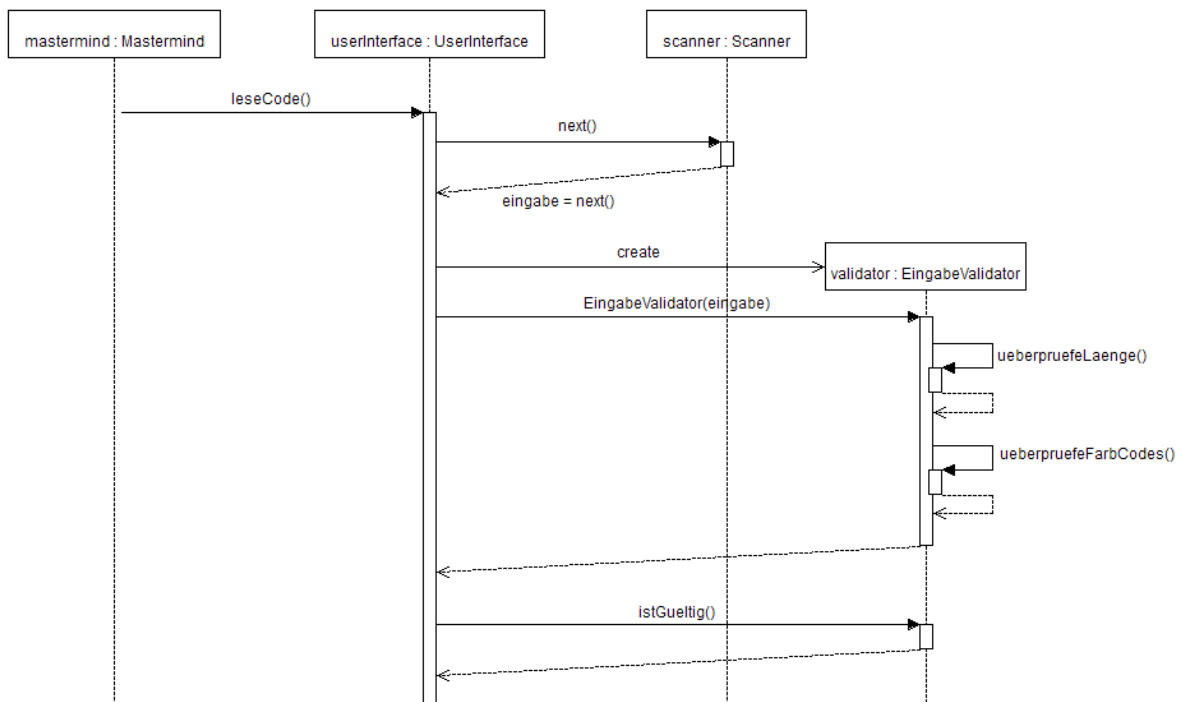 mastermind : Mastermind
userInterface : UserInterface
scanner : Scanner
leseCode()
next()
eingabe = next()
create
validator : EingabeValidator
EingabeValidator(eingabe)
ueberpruefeLaenge()
ueberpruefeFarbCodes()
istGueltig()